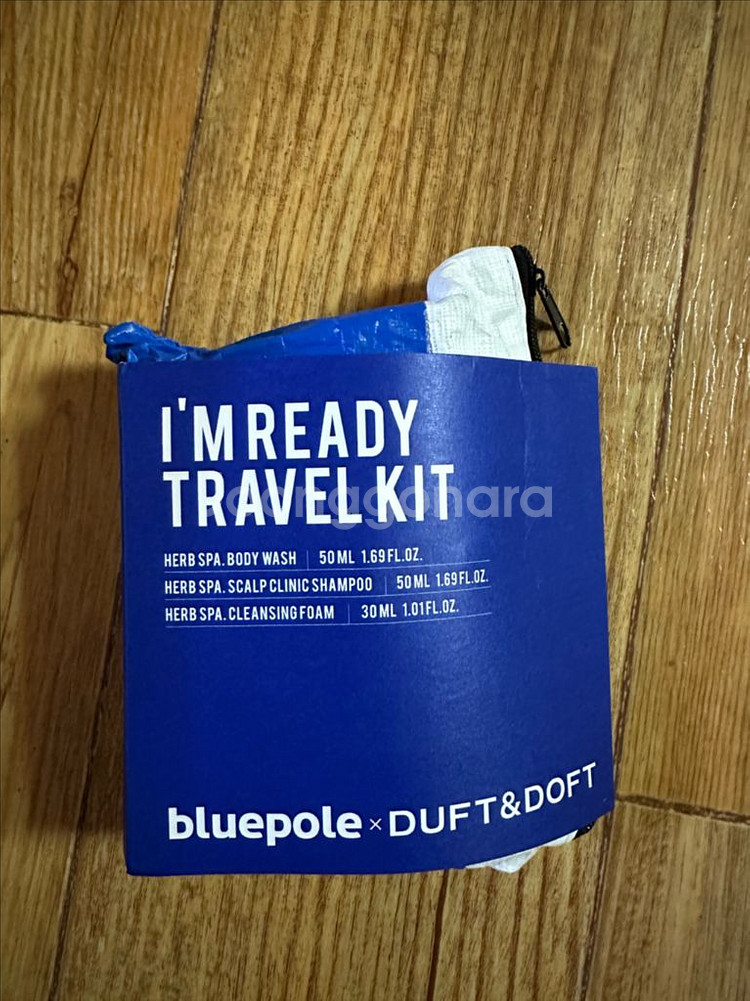 I'M READY
TRAVEL KIT
joonggonara
HERB SPA. BODY WASH | 50 ML 1.69 FL.OZ.
HERB SPA. SCALP CLINIC SHAMPOO | 50 ML 1.69 FL.OZ.
HERB SPA. CLEANSING FOAM | 30 ML 1.01 FL.OZ.
bluepole × DUFT&DOFT